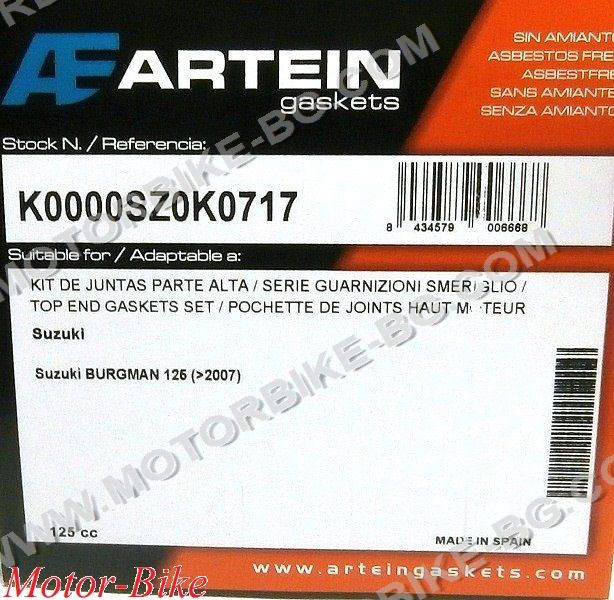 ARTEIN
gaskets
SIN AMIANTO
ASBESTOS FREE
ASBESTFREI
SANS AMIANTE
SENZA AMIANTO
Stock N. / Referencia:
K0000SZ0K0717
8 434579 006668
Suitable for / Adaptable a:
KIT DE JUNTAS PARTE ALTA / SERIE GUARNIZIONI SMERIGLIO /
TOP END GASKETS SET / POCHETTE DE JOINTS HAUT MOTEUR
Suzuki
Suzuki BURGMAN 125 (>2007)
125 cc
MADE IN SPAIN
www.arteingaskets.com
Motor-Bike
WWW.MOTORBIKE-BG.COM